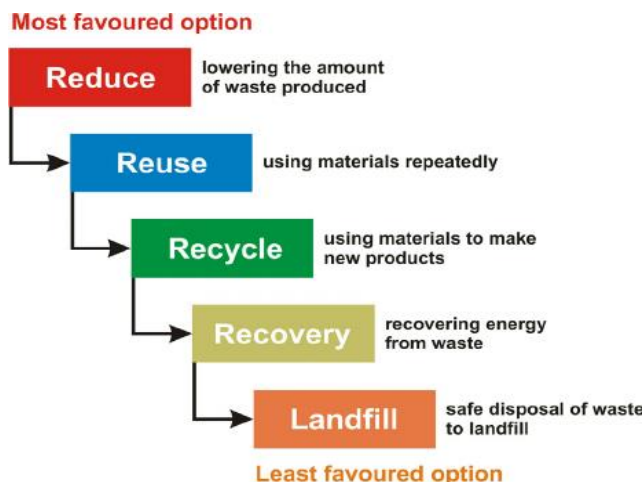 Most favoured option
Reduce
lowering the amount
of waste produced
Reuse
using materials repeatedly
Recycle
using materials to make
new products
Recovery
recovering energy
from waste
Landfill
safe disposal of waste
to landfill
Least favoured option